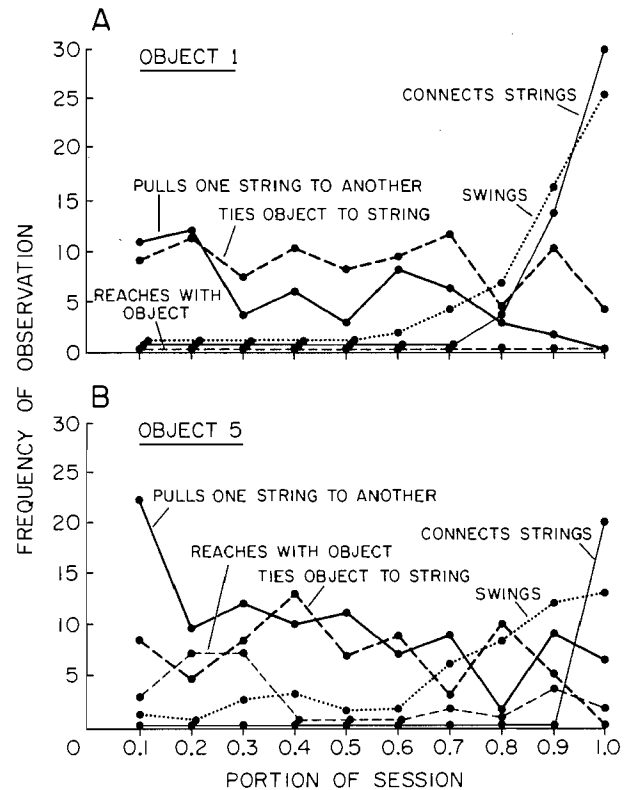 A
OBJECT 1
30
25
20
15
10
5
0
CONNECTS STRINGS
PULLS ONE STRING TO ANOTHER
SWINGS
TIES OBJECT TO STRING
REACHES WITH
OBJECT
FREQUENCY OF OBSERVATION
B
OBJECT 5
30
25
20
15
10
5
PULLS ONE STRING TO ANOTHER
CONNECTS STRINGS
REACHES WITH OBJECT
TIES OBJECT TO STRING
SWINGS
0 0.1 0.2 0.3 0.4 0.5 0.6 0.7 0.8 0.9 1.0
PORTION OF SESSION